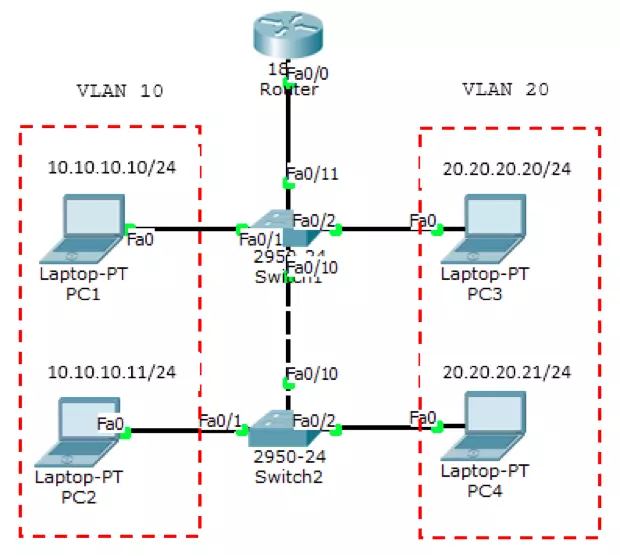 Fa0/0
Router
VLAN 10
VLAN 20
10.10.10.10/24
20.20.20.20/24
Fa0/11
Fa0/2
Fa0
Fa0
Fa0/1
Laptop-PT
PC1
2950-24
Switch1
Fa0/10
Laptop-PT
PC3
10.10.10.11/24
20.20.20.21/24
Fa0/10
Fa0
Fa0/1
Fa0/2
Fa0
Laptop-PT
PC2
2950-24
Switch2
Laptop-PT
PC4